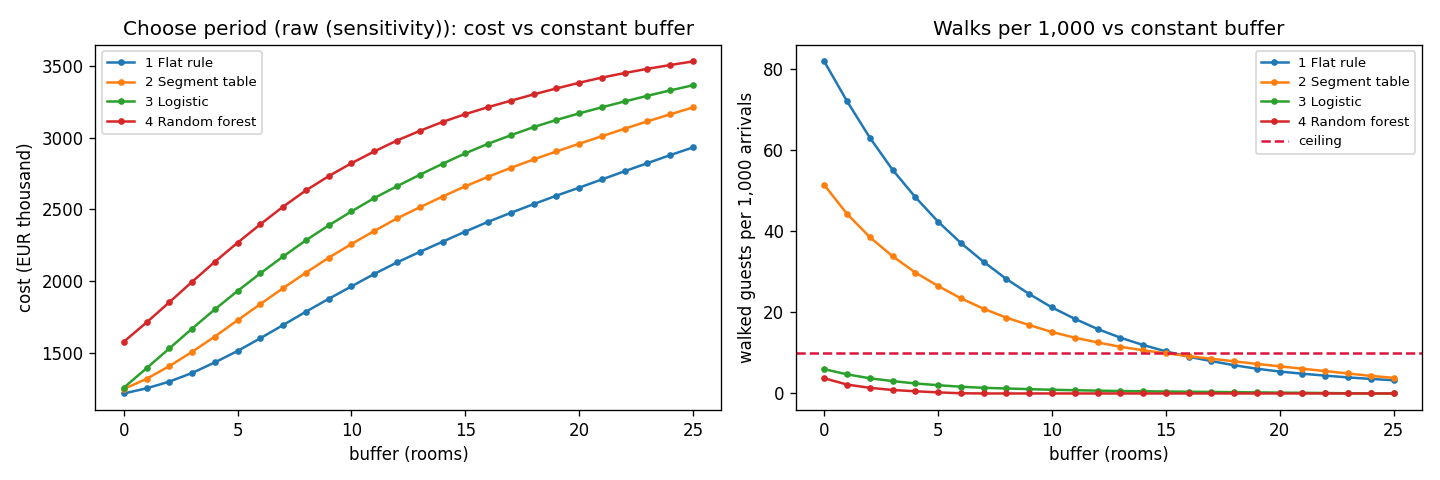 Choose period (raw (sensitivity)): cost vs constant buffer
cost (EUR thousand)
3500
3000
2500
2000
1500
1 Flat rule
2 Segment table
3 Logistic
4 Random forest
0 5 10 15 20 25
buffer (rooms)
Walks per 1,000 vs constant buffer
walked guests per 1,000 arrivals
80
60
40
20
0
1 Flat rule
2 Segment table
3 Logistic
4 Random forest
ceiling
0 5 10 15 20 25
buffer (rooms)